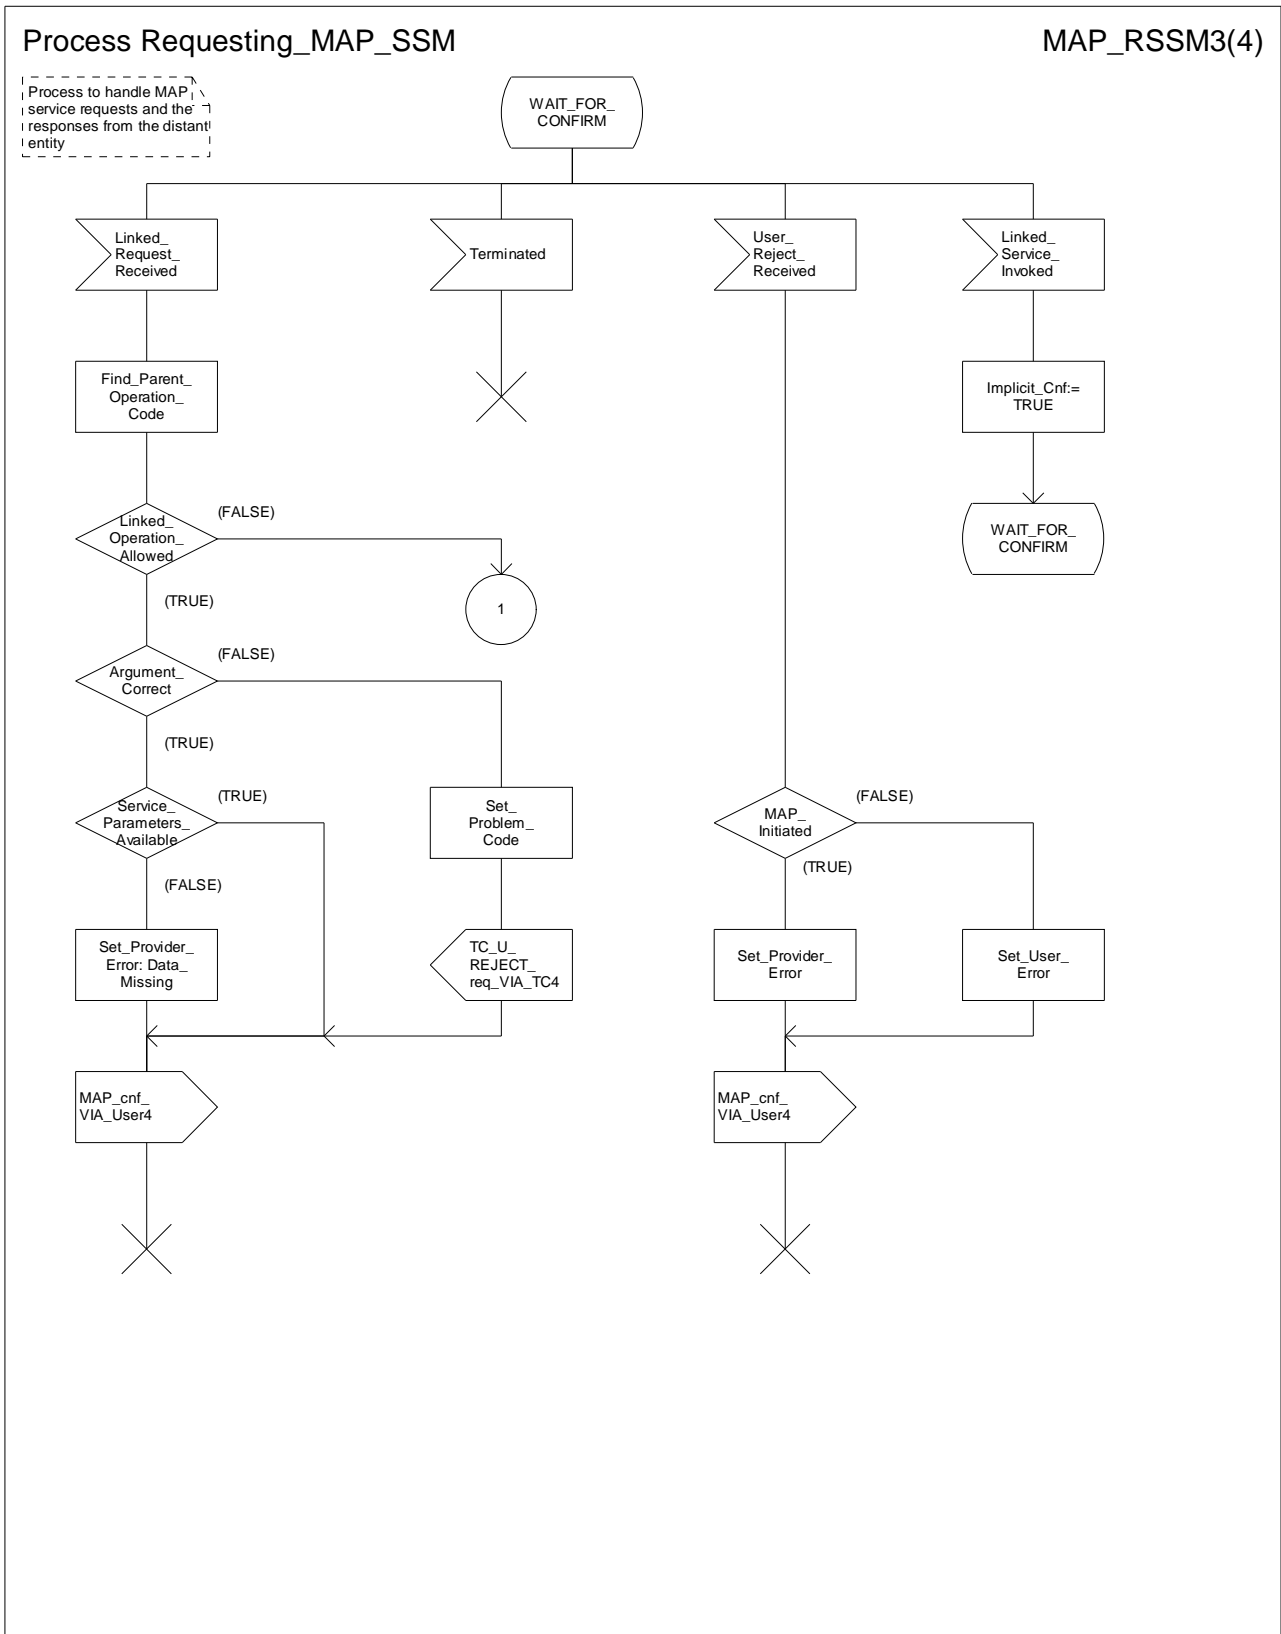 Process Requesting_MAP_SSM
MAP_RSSM3(4)
Process to handle MAP
service requests and the
responses from the distant
entity
WAIT_FOR_
CONFIRM
Linked_
Request_
Received
Terminated
User_
Reject_
Received
Linked_
Service_
Invoked
Find_Parent_
Operation_
Code
Implicit_Cnf:=
TRUE
Linked_
Operation_
Allowed
(FALSE)
WAIT_FOR_
CONFIRM
(TRUE)
1
Argument_
Correct
(FALSE)
(TRUE)
Service_
Parameters_
Available
(TRUE)
Set_
Problem_
Code
MAP_
Initiated
(FALSE)
(TRUE)
(FALSE)
Set_Provider_
Error: Data_
Missing
TC_U_
REJECT_
req_VIA_TC4
Set_Provider_
Error
Set_User_
Error
MAP_cnf_
VIA_User4
MAP_cnf_
VIA_User4